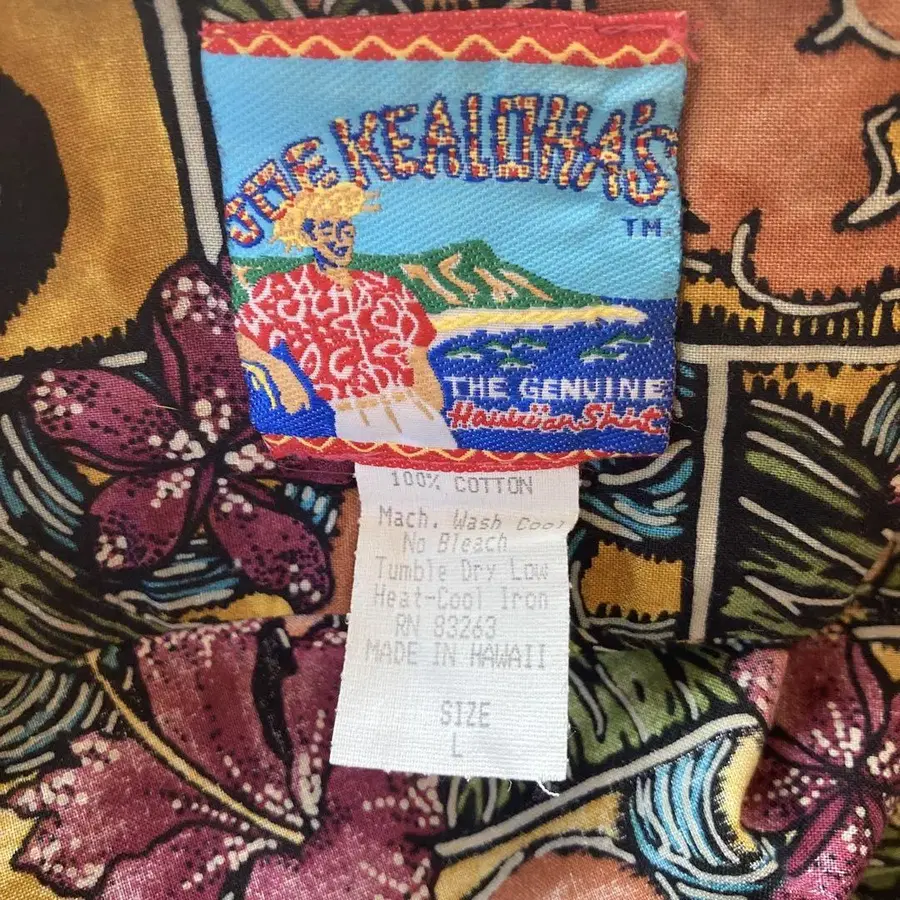 JOE KEALOHA'S
TM
THE GENUINE
Hawaiian Shirt
100% COTTON
Mach. Wash Cool
No Bleach
Tumble Dry Low
Heat-Cool Iron
RN 83263
MADE IN HAWAII
SIZE
L